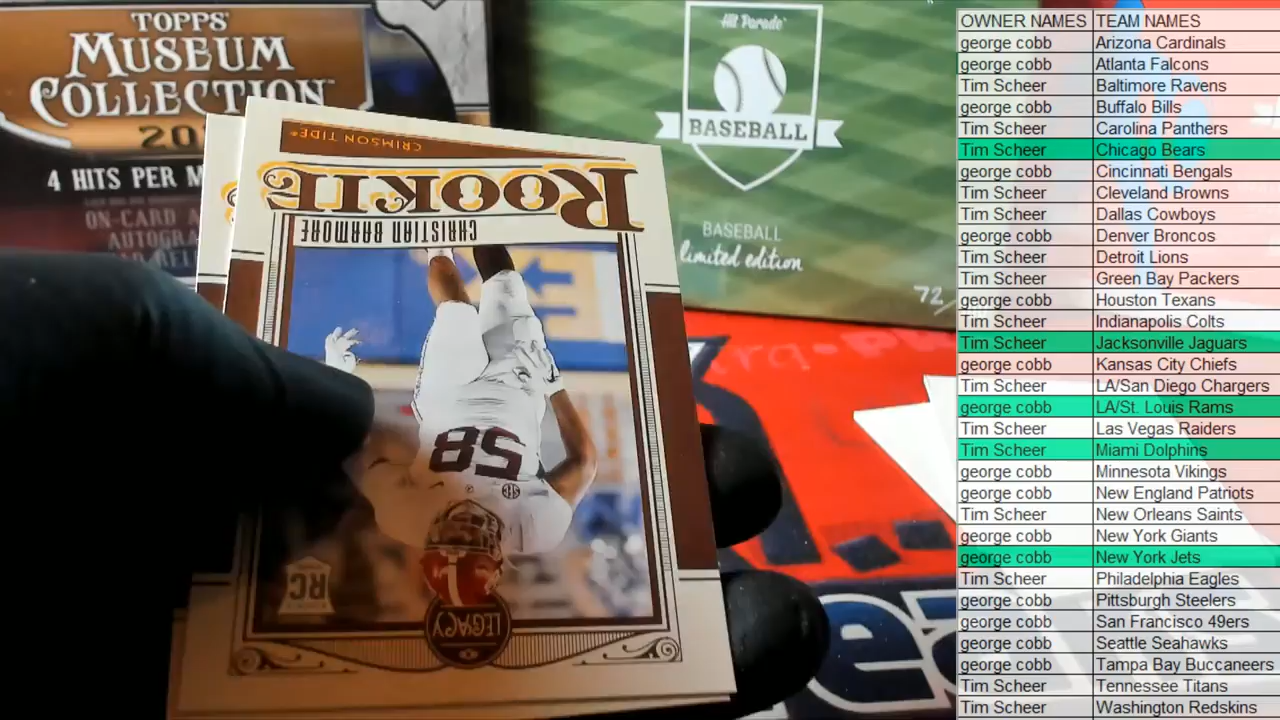 TOPPS
MUSEUM
COLLECTION
20
4 HITS PER M
ON-CARD A
AUTOGRA
Hit Parade
BASEBALL
BASEBALL
limited edition
72/
CRIMSON TIDE
ROOKIE
CHRISTIAN BARMORE
58
SEC
RC
LEGACY
OWNER NAMES TEAM NAMES
george cobb Arizona Cardinals
george cobb Atlanta Falcons
Tim Scheer Baltimore Ravens
george cobb Buffalo Bills
Tim Scheer Carolina Panthers
Tim Scheer Chicago Bears
george cobb Cincinnati Bengals
Tim Scheer Cleveland Browns
Tim Scheer Dallas Cowboys
george cobb Denver Broncos
Tim Scheer Detroit Lions
Tim Scheer Green Bay Packers
george cobb Houston Texans
Tim Scheer Indianapolis Colts
Tim Scheer Jacksonville Jaguars
george cobb Kansas City Chiefs
Tim Scheer LA/San Diego Chargers
george cobb LA/St. Louis Rams
Tim Scheer Las Vegas Raiders
Tim Scheer Miami Dolphins
george cobb Minnesota Vikings
george cobb New England Patriots
Tim Scheer New Orleans Saints
george cobb New York Giants
george cobb New York Jets
Tim Scheer Philadelphia Eagles
george cobb Pittsburgh Steelers
george cobb San Francisco 49ers
george cobb Seattle Seahawks
george cobb Tampa Bay Buccaneers
Tim Scheer Tennessee Titans
Tim Scheer Washington Redskins